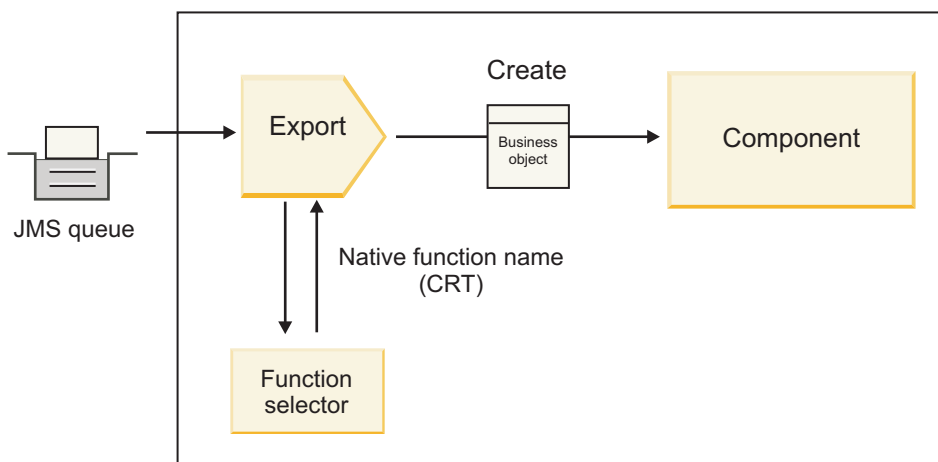 Create
Export
Business
object
Component
JMS queue
Native function name
(CRT)
Function
selector